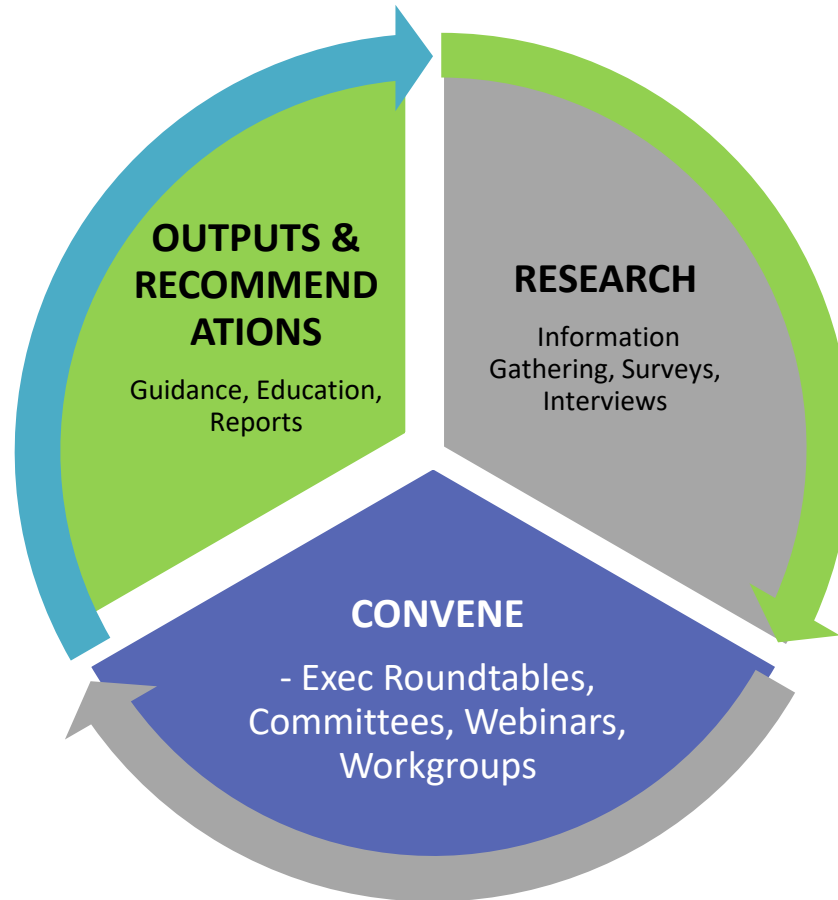 OUTPUTS &
RECOMMEND
ATIONS
Guidance, Education,
Reports
RESEARCH
Information
Gathering, Surveys,
Interviews
CONVENE
- Exec Roundtables,
Committees, Webinars,
Workgroups